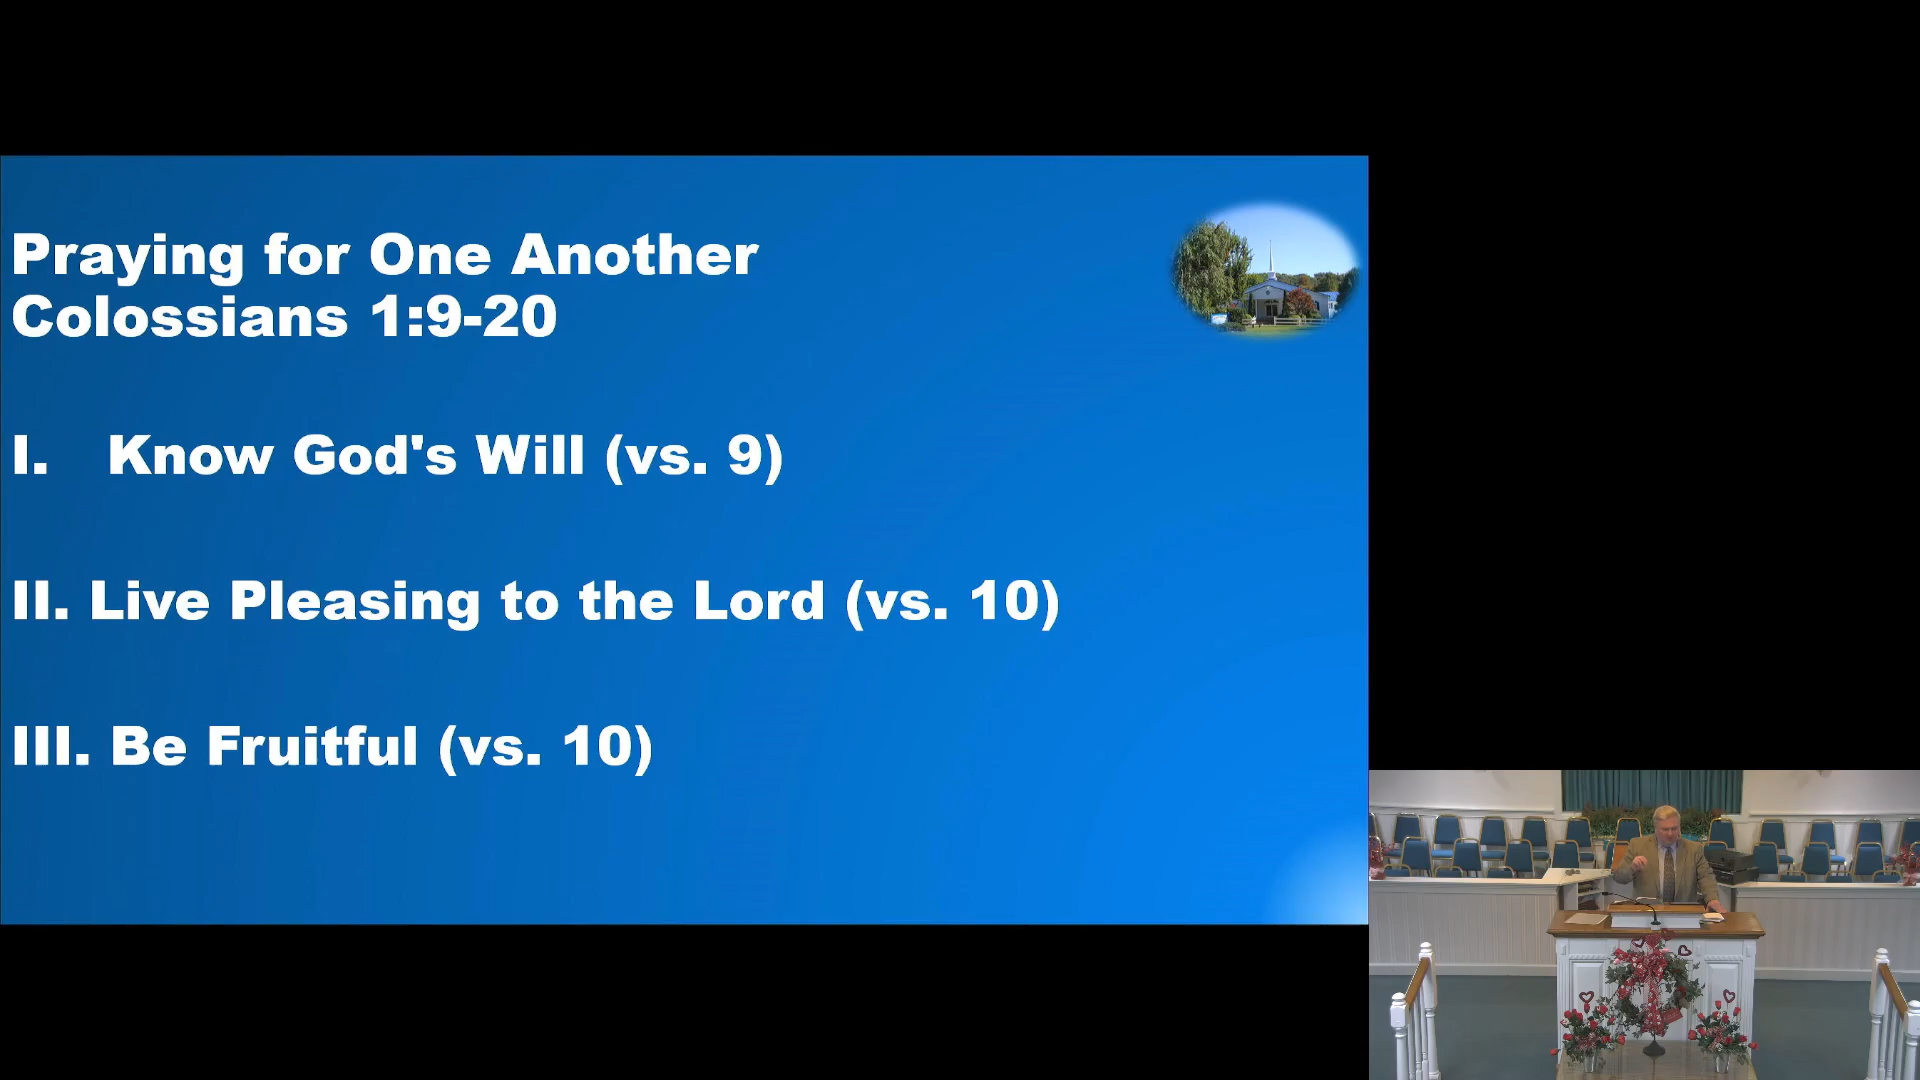 Praying for One Another
Colossians 1:9-20
I. Know God's Will (vs. 9)
II. Live Pleasing to the Lord (vs. 10)
III. Be Fruitful (vs. 10)